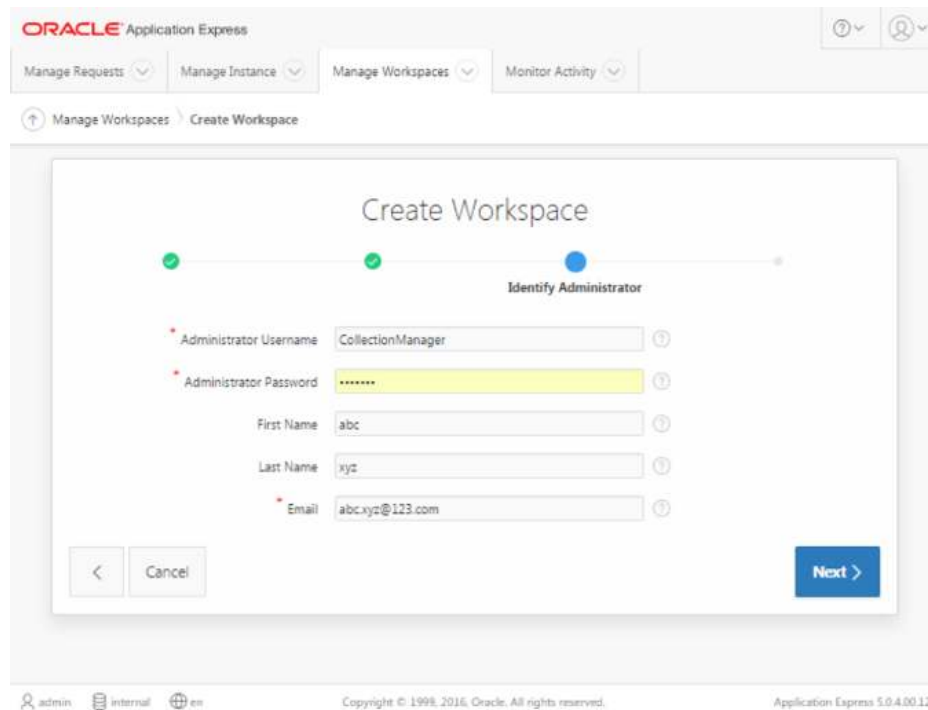 ORACLE Application Express
Manage Requests Manage Instance Manage Workspaces Monitor Activity
Manage Workspaces Create Workspace
Create Workspace
Identify Administrator
* Administrator Username CollectionManager
* Administrator Password •••••••
First Name abc
Last Name xyz
* Email abc.xyz@123.com
< Cancel Next >
admin internal en Copyright © 1999, 2016, Oracle. All rights reserved. Application Express 5.0.4.00.12